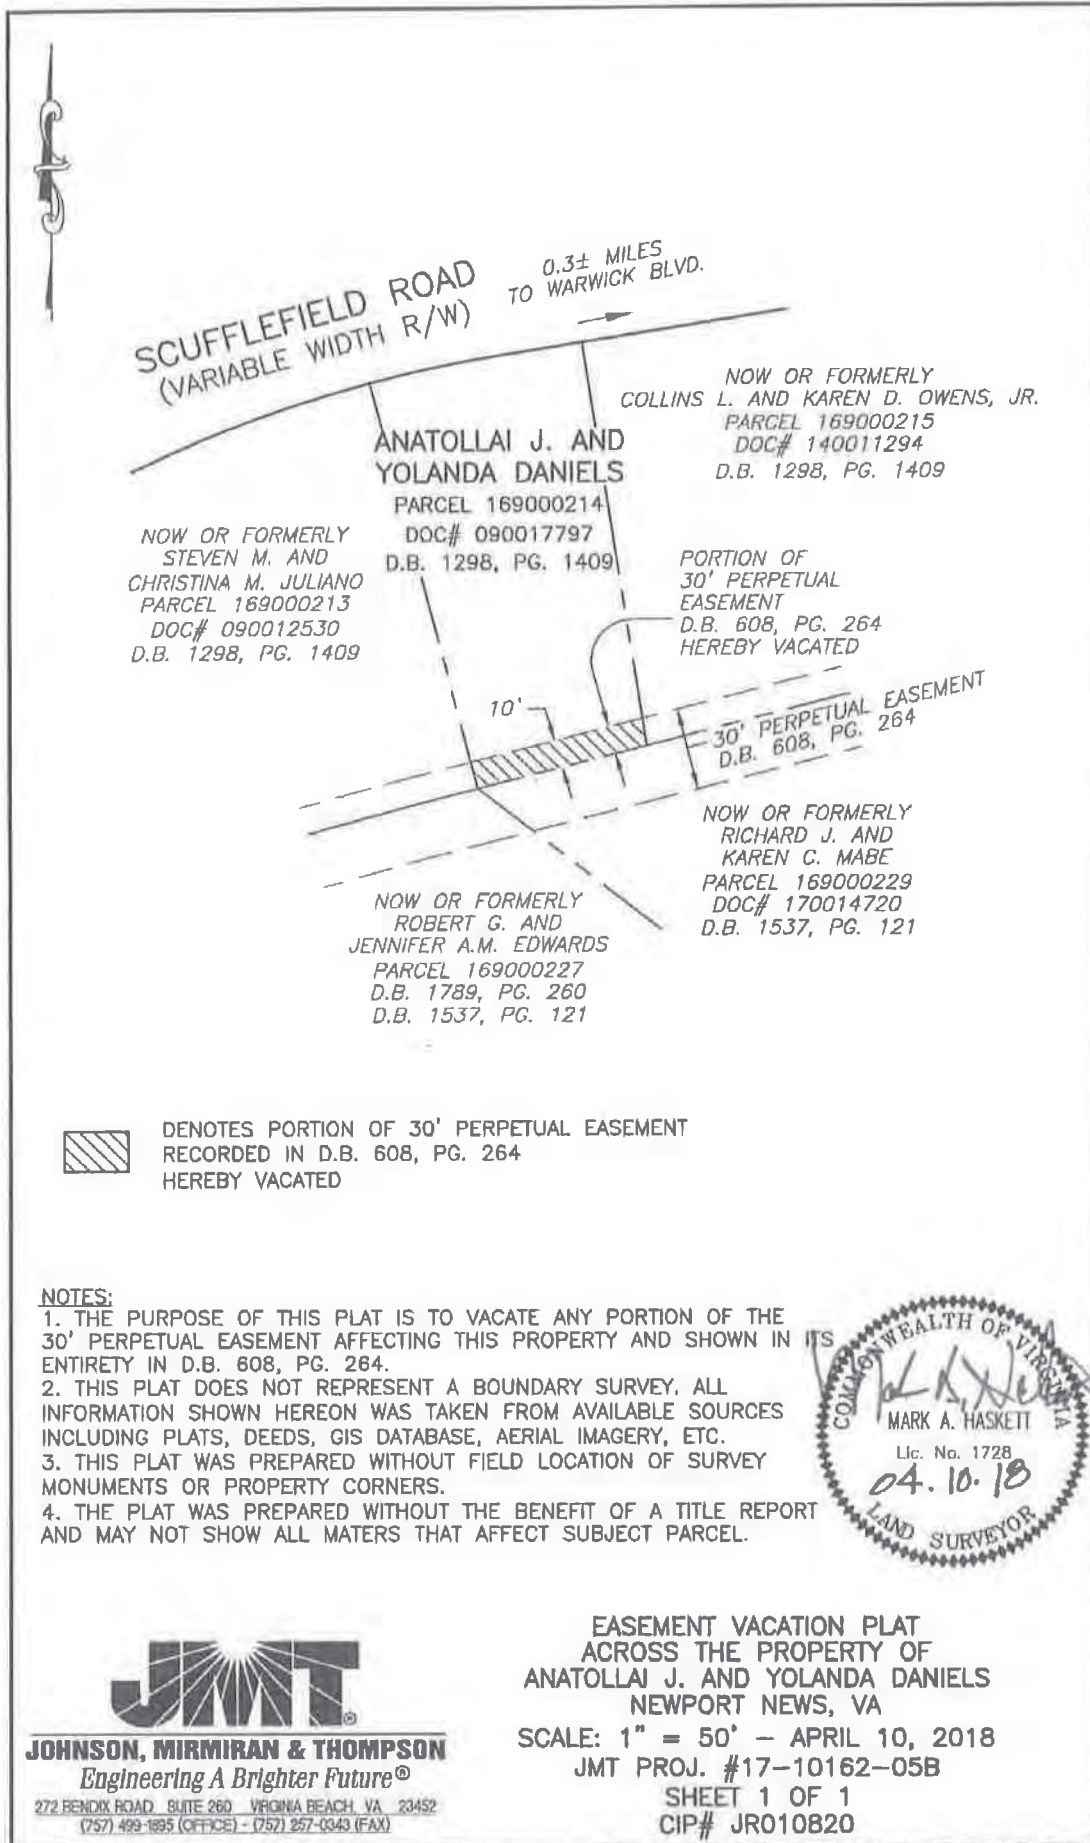 SCUFFLEFIELD ROAD
(VARIABLE WIDTH R/W)
0.3± MILES
TO WARWICK BLVD.
NOW OR FORMERLY
COLLINS L. AND KAREN D. OWENS, JR.
PARCEL 169000215
DOC# 140011294
D.B. 1298, PG. 1409
ANATOLLAI J. AND
YOLANDA DANIELS
PARCEL 169000214
DOC# 090017797
D.B. 1298, PG. 1409
NOW OR FORMERLY
STEVEN M. AND
CHRISTINA M. JULIANO
PARCEL 169000213
DOC# 090012530
D.B. 1298, PG. 1409
PORTION OF
30' PERPETUAL
EASEMENT
D.B. 608, PG. 264
HEREBY VACATED
10'
30' PERPETUAL EASEMENT
D.B. 608, PG. 264
NOW OR FORMERLY
RICHARD J. AND
KAREN C. MABE
PARCEL 169000229
DOC# 170014720
D.B. 1537, PG. 121
NOW OR FORMERLY
ROBERT G. AND
JENNIFER A.M. EDWARDS
PARCEL 169000227
D.B. 1789, PG. 260
D.B. 1537, PG. 121
DENOTES PORTION OF 30' PERPETUAL EASEMENT
RECORDED IN D.B. 608, PG. 264
HEREBY VACATED
NOTES:
1. THE PURPOSE OF THIS PLAT IS TO VACATE ANY PORTION OF THE
30' PERPETUAL EASEMENT AFFECTING THIS PROPERTY AND SHOWN IN ITS
ENTIRETY IN D.B. 608, PG. 264.
2. THIS PLAT DOES NOT REPRESENT A BOUNDARY SURVEY. ALL
INFORMATION SHOWN HEREON WAS TAKEN FROM AVAILABLE SOURCES
INCLUDING PLATS, DEEDS, GIS DATABASE, AERIAL IMAGERY, ETC.
3. THIS PLAT WAS PREPARED WITHOUT FIELD LOCATION OF SURVEY
MONUMENTS OR PROPERTY CORNERS.
4. THE PLAT WAS PREPARED WITHOUT THE BENEFIT OF A TITLE REPORT
AND MAY NOT SHOW ALL MATERS THAT AFFECT SUBJECT PARCEL.
COMMONWEALTH OF VIRGINIA
MARK A. HASKETT
Lic. No. 1728
04.10.18
LAND SURVEYOR
JMT®
JOHNSON, MIRMIRAN & THOMPSON
Engineering A Brighter Future®
272 BENDIX ROAD SUITE 260 VIRGINIA BEACH, VA 23452
(757) 499-1895 (OFFICE) - (757) 257-0343 (FAX)
EASEMENT VACATION PLAT
ACROSS THE PROPERTY OF
ANATOLLAI J. AND YOLANDA DANIELS
NEWPORT NEWS, VA
SCALE: 1" = 50' - APRIL 10, 2018
JMT PROJ. #17-10162-05B
SHEET 1 OF 1
CIP# JR010820